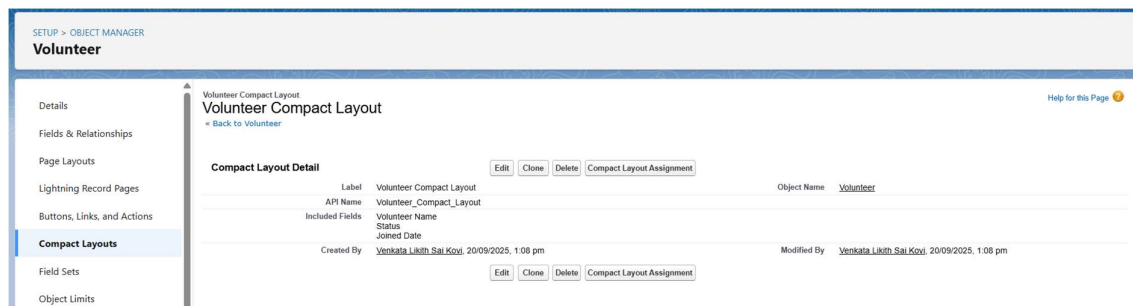 SETUP > OBJECT MANAGER
Volunteer
Details
Fields & Relationships
Page Layouts
Lightning Record Pages
Buttons, Links, and Actions
Compact Layouts
Field Sets
Object Limits
Volunteer Compact Layout
Volunteer Compact Layout
« Back to Volunteer
Help for this Page ?
Compact Layout Detail Edit Clone Delete Compact Layout Assignment
Label Volunteer Compact Layout Object Name Volunteer
API Name Volunteer_Compact_Layout
Included Fields Volunteer Name
Status
Joined Date
Created By Venkata Likith Sai Kovi, 20/09/2025, 1:08 pm Modified By Venkata Likith Sai Kovi, 20/09/2025, 1:08 pm
Edit Clone Delete Compact Layout Assignment